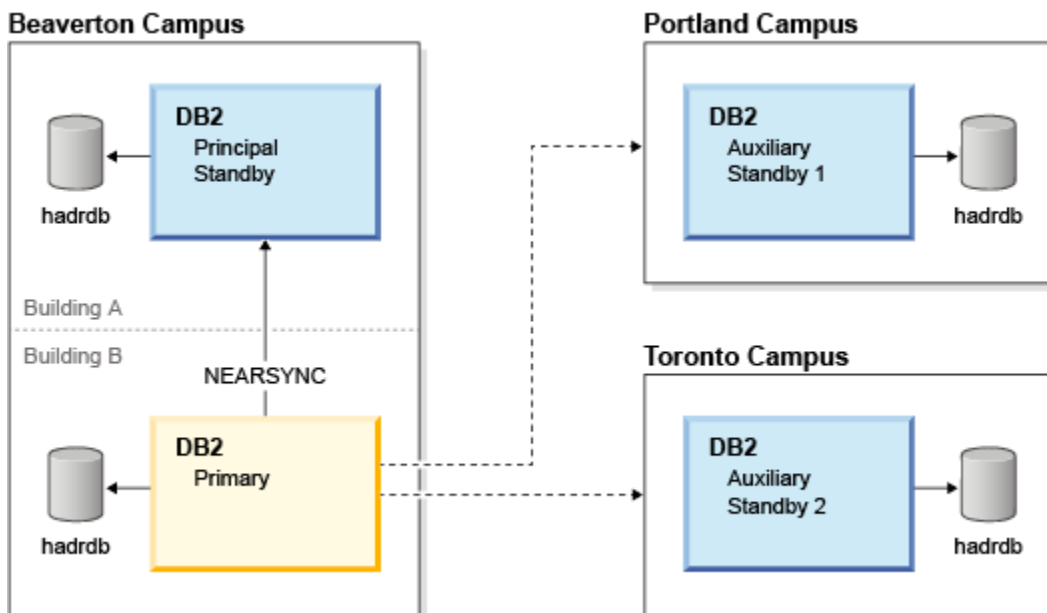 Beaverton Campus
DB2
Principal
Standby
hadrdb
Building A
Building B
NEARSYNC
DB2
Primary
hadrdb
Portland Campus
DB2
Auxiliary
Standby 1
hadrdb
Toronto Campus
DB2
Auxiliary
Standby 2
hadrdb